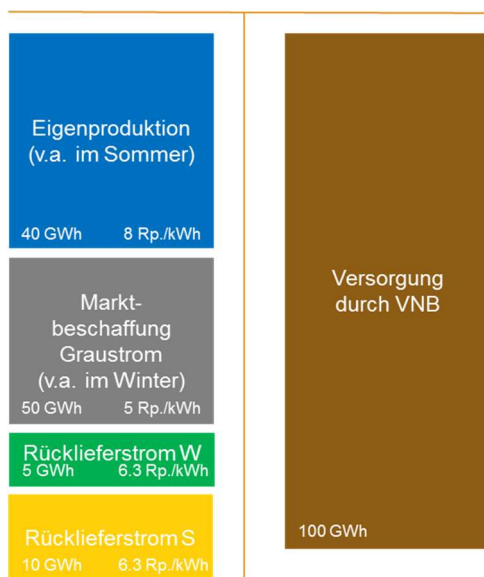 Eigenproduktion
(v.a. im Sommer)
40 GWh 8 Rp./kWh
Markt-
beschaffung
Graustrom
(v.a. im Winter)
50 GWh 5 Rp./kWh
Rücklieferstrom W
5 GWh 6.3 Rp./kWh
Rücklieferstrom S
10 GWh 6.3 Rp./kWh
Versorgung
durch VNB
100 GWh